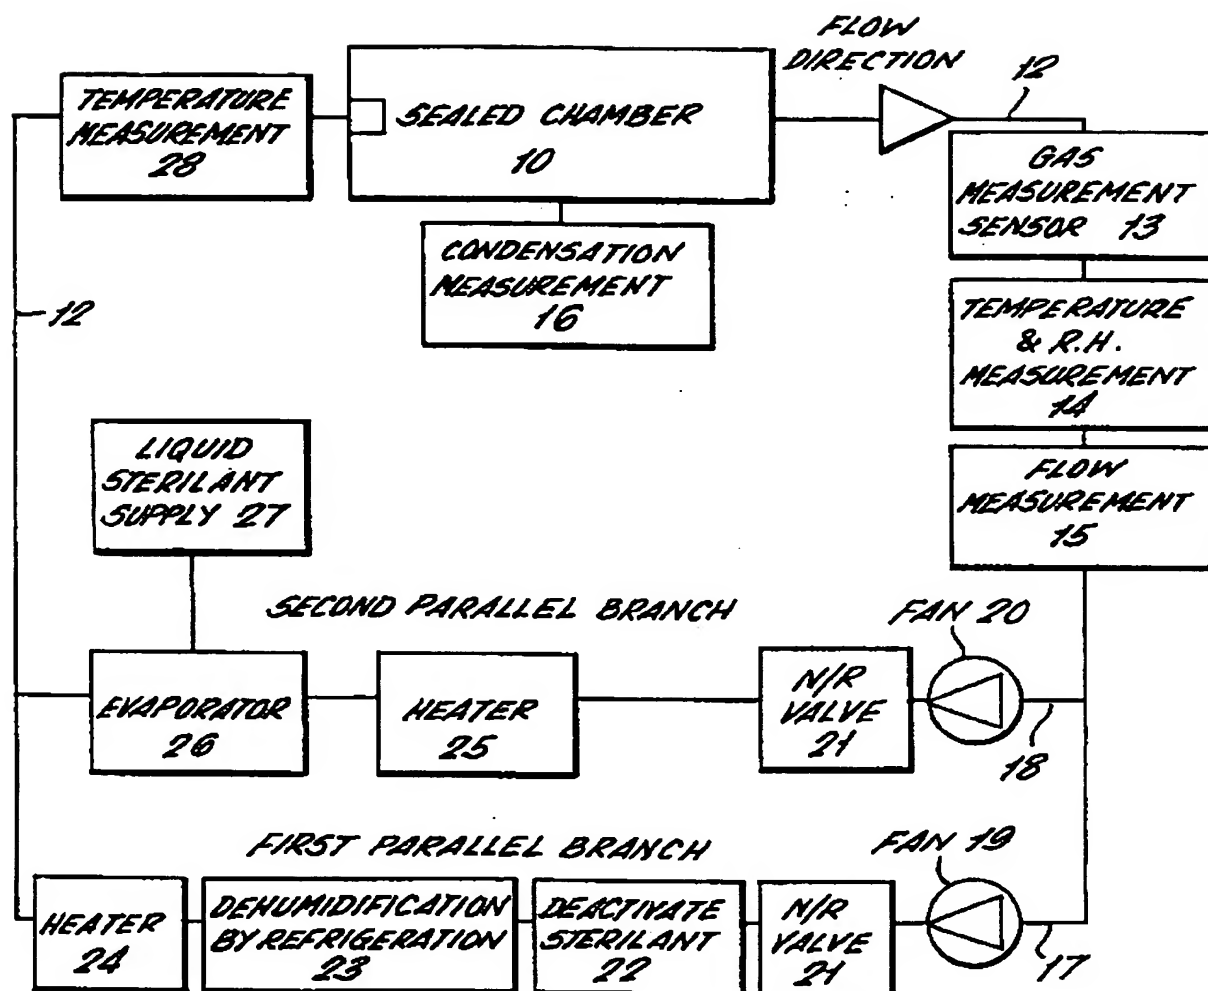 FLOW
DIRECTION
12
TEMPERATURE
MEASUREMENT
28
SEALED CHAMBER
10
GAS
MEASUREMENT
SENSOR 13
CONDENSATION
MEASUREMENT
16
12
TEMPERATURE
& R.H.
MEASUREMENT
14
LIQUID
STERILANT
SUPPLY 27
FLOW
MEASUREMENT
15
SECOND PARALLEL BRANCH
FAN 20
EVAPORATOR
26
HEATER
25
N/R
VALVE
21
18
FIRST PARALLEL BRANCH
FAN 19
HEATER
24
DEHUMIDIFICATION
BY REFRIGERATION
23
DEACTIVATE
STERILANT
22
N/R
VALVE
21
17